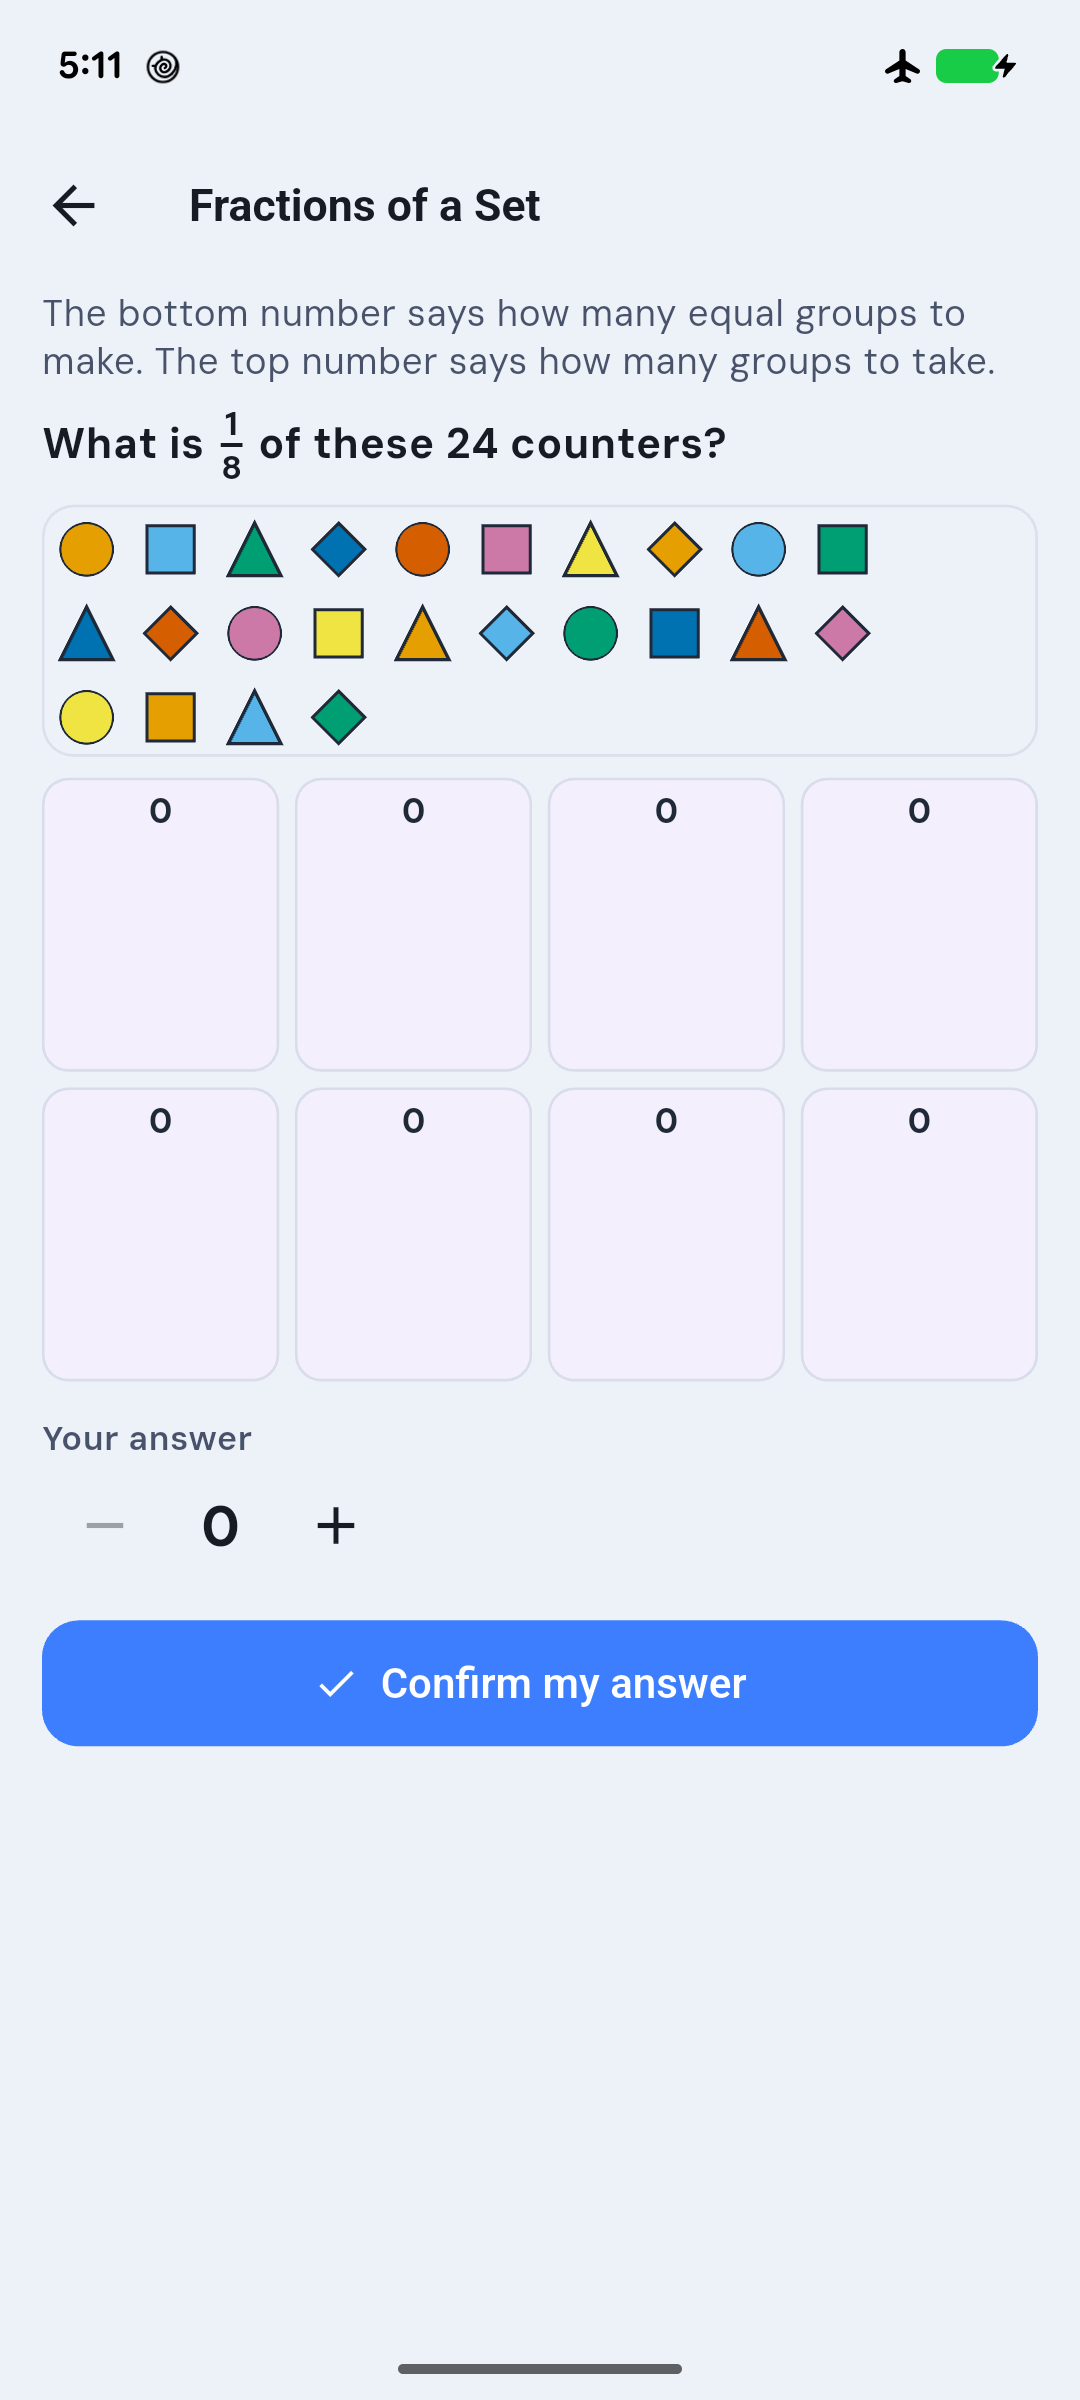 5:11
Fractions of a Set
The bottom number says how many equal groups to
make. The top number says how many groups to take.
What is 1/8 of these 24 counters?
0 0 0 0
0 0 0 0
Your answer
− 0 +
Confirm my answer